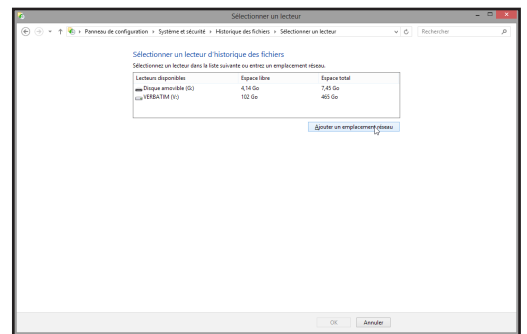 Sélectionner un lecteur
Panneau de configuration ▸ Système et sécurité ▸ Historique des fichiers ▸ Sélectionner un lecteur
Rechercher
Sélectionner un lecteur d'historique des fichiers
Sélectionnez un lecteur dans la liste suivante ou entrez un emplacement réseau.
Lecteurs disponibles Espace libre Espace total
Disque amovible (G:) 4,14 Go 7,45 Go
VERBATIM (V:) 102 Go 465 Go
Ajouter un emplacement réseau
OK Annuler